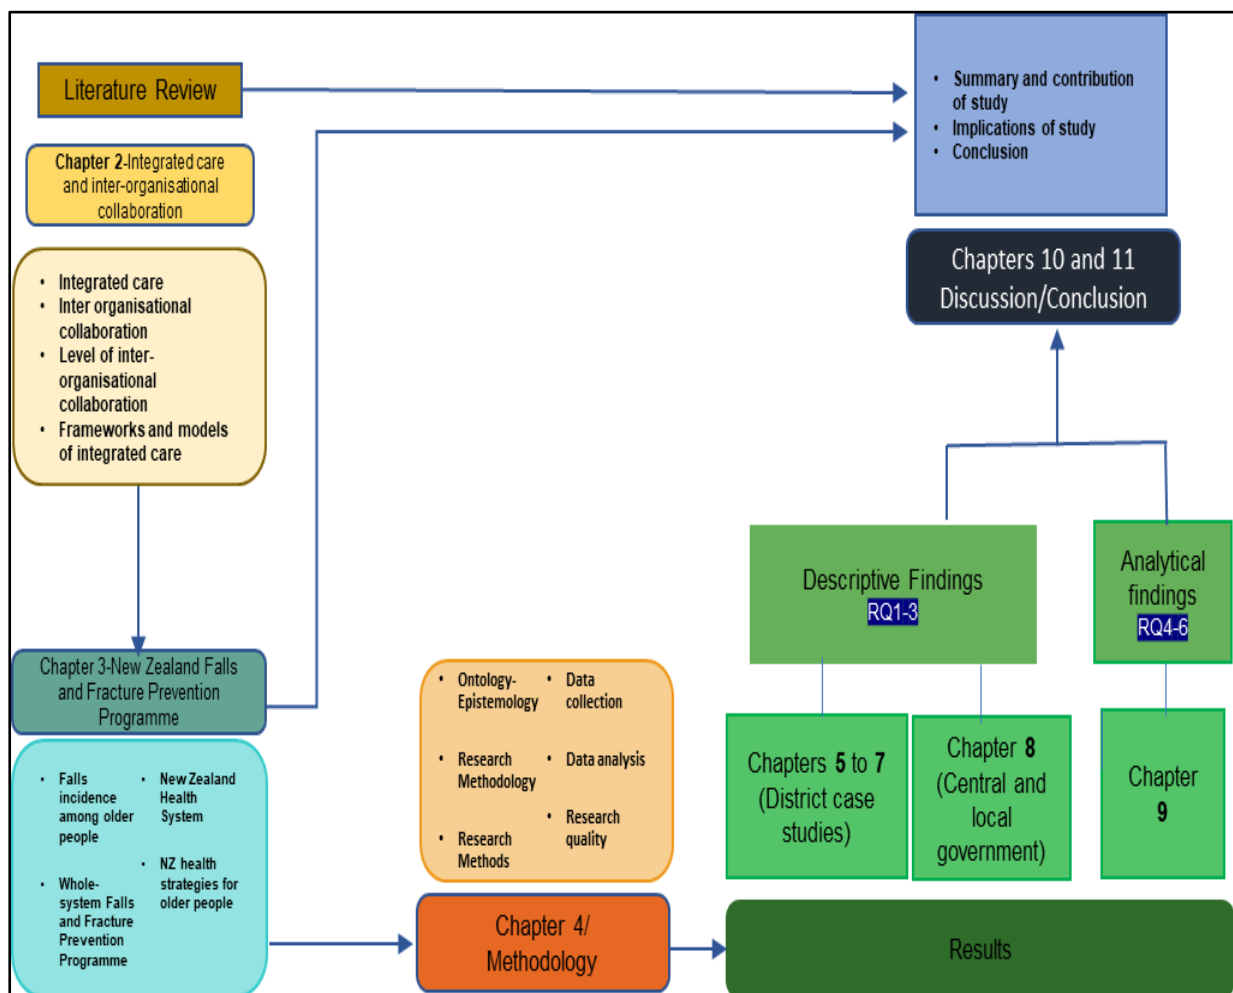 Literature Review
Chapter 2-Integrated care
and inter-organisational
collaboration
• Integrated care
• Inter organisational
collaboration
• Level of inter-
organisational
collaboration
• Frameworks and models
of integrated care
Chapter 3-New Zealand Falls
and Fracture Prevention
Programme
• Falls
incidence
among older
people
• Whole-
system Falls
and Fracture
Prevention
Programme
• New Zealand
Health
System
• NZ health
strategies for
older people
• Ontology-
Epistemology
• Research
Methodology
• Research
Methods
• Data
collection
• Data analysis
• Research
quality
Chapter 4/
Methodology
• Summary and contribution
of study
• Implications of study
• Conclusion
Chapters 10 and 11
Discussion/Conclusion
Descriptive Findings
RQ1-3
Analytical
findings
RQ4-6
Chapters 5 to 7
(District case
studies)
Chapter 8
(Central and
local
government)
Chapter
9
Results